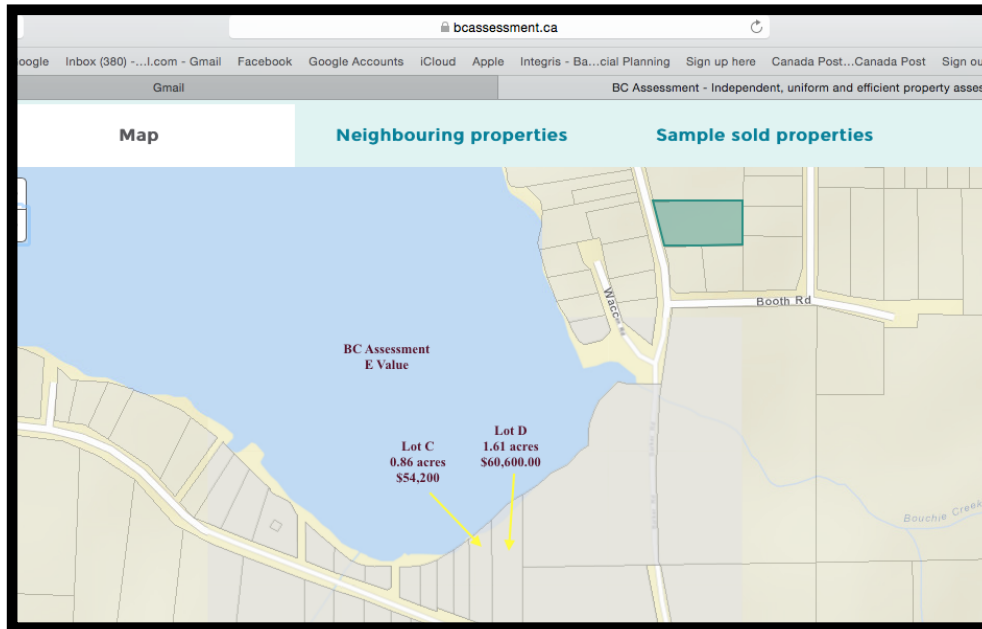 bcassessment.ca
oogle Inbox (380) -...l.com - Gmail Facebook Google Accounts iCloud Apple Integris - Ba...cial Planning Sign up here Canada Post...Canada Post Sign ou
Gmail BC Assessment - Independent, uniform and efficient property asses
Map Neighbouring properties Sample sold properties
Booth Rd
BC Assessment
E Value
Lot C
0.86 acres
$54,200
Lot D
1.61 acres
$60,600.00
Bouchie Creek